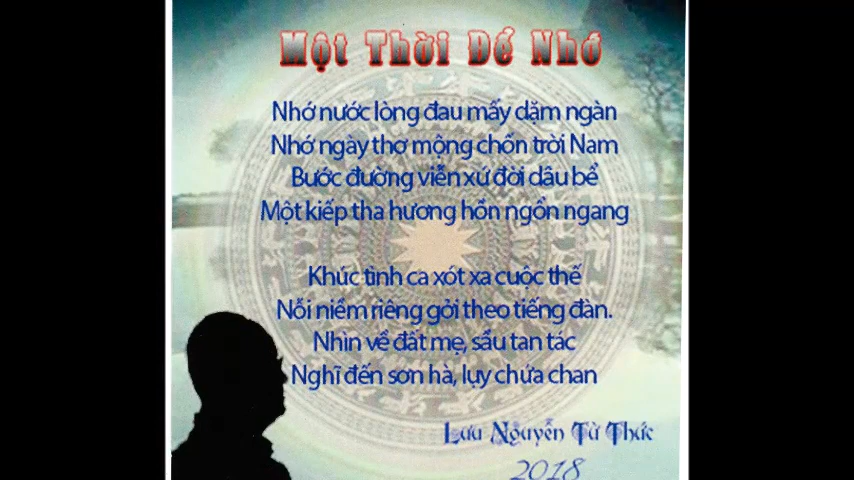 Một Thời Để Nhớ
Nhớ nước lòng đau mấy dặm ngàn
Nhớ ngày thơ mộng chốn trời Nam
Bước đường viễn xứ đời dâu bể
Một kiếp tha hương hồn ngổn ngang
Khúc tình ca xót xa cuộc thế
Nỗi niềm riêng gởi theo tiếng đàn.
Nhìn về đất mẹ, sầu tan tác
Nghĩ đến sơn hà, lụy chứa chan
Lưu Nguyễn Từ Thức
2018